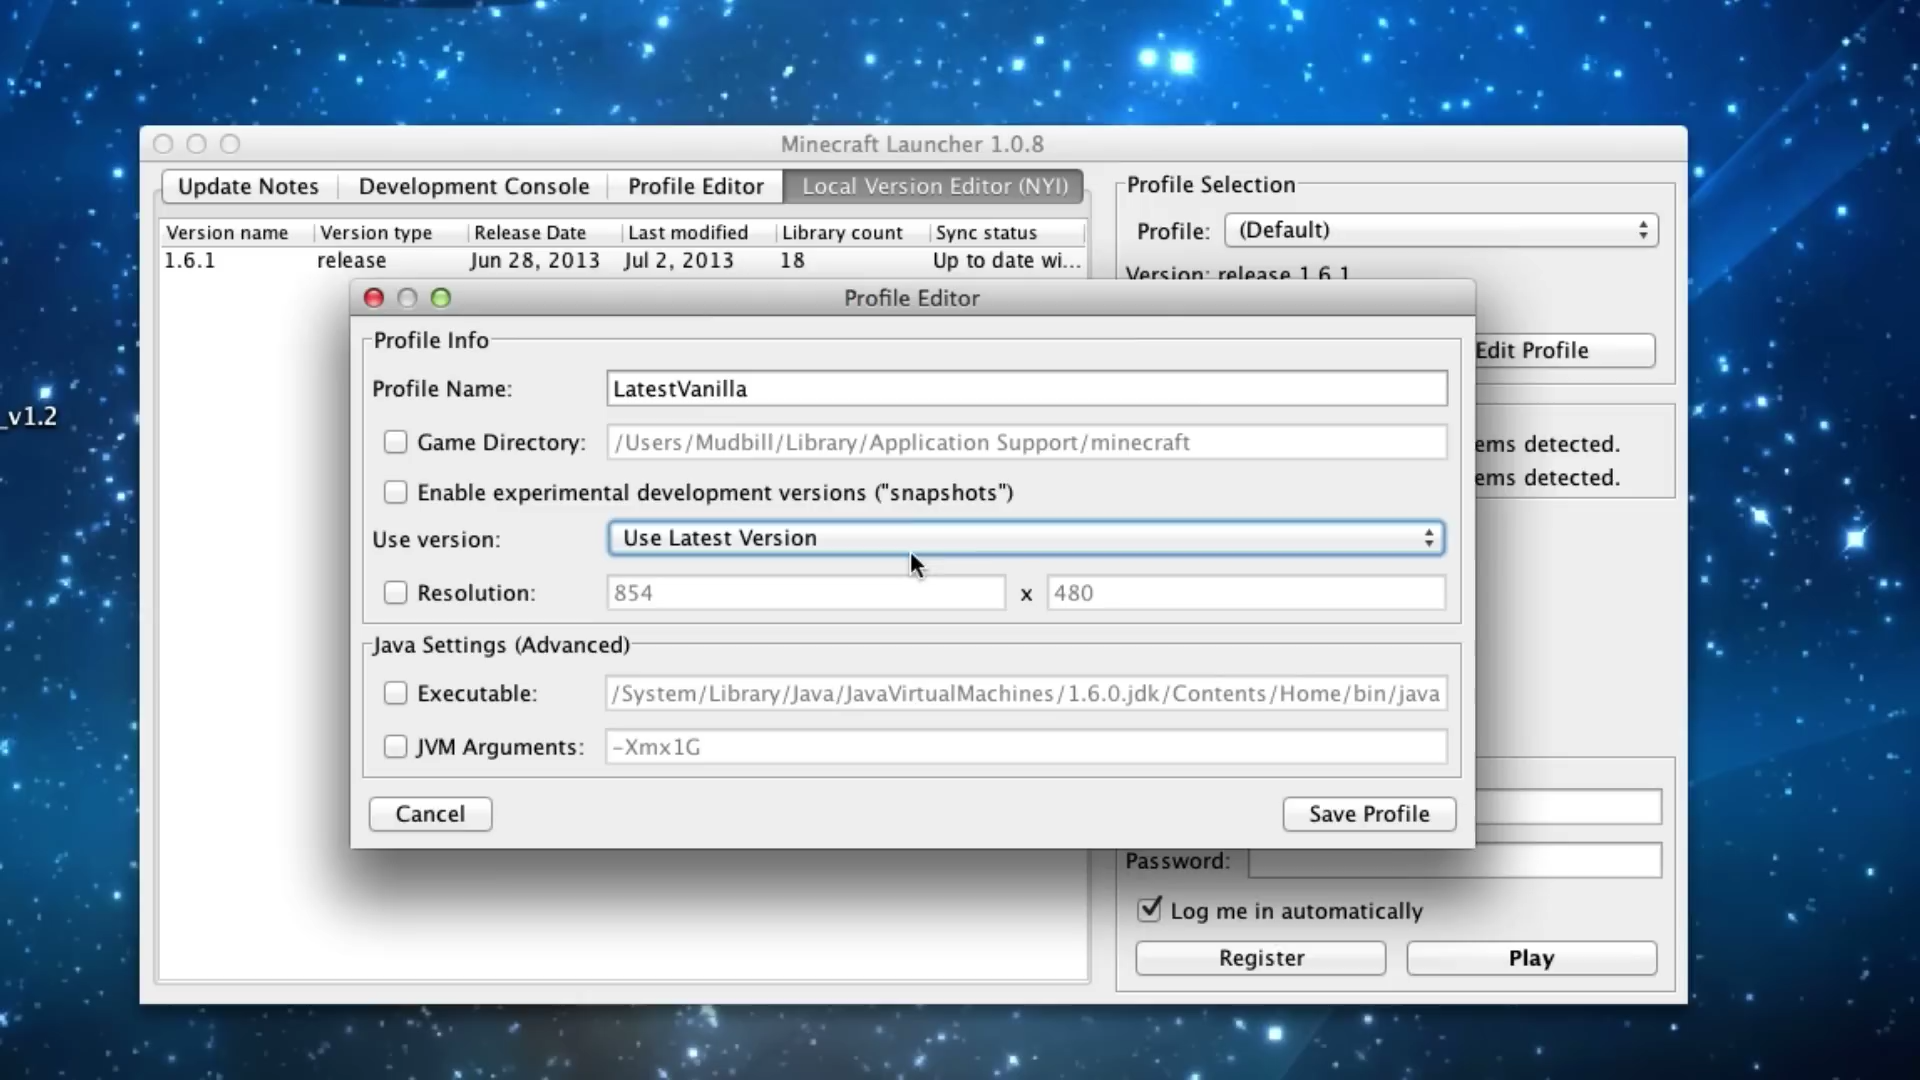 Minecraft Launcher 1.0.8
Update Notes Development Console Profile Editor Local Version Editor (NYI)
Version name Version type Release Date Last modified Library count Sync status
1.6.1 release Jun 28, 2013 Jul 2, 2013 18 Up to date wi...
Profile Selection
Profile: (Default)
Version: release 1.6.1
Edit Profile
_v1.2
ems detected.
ems detected.
Profile Editor
Profile Info
Profile Name: LatestVanilla
Game Directory: /Users/Mudbill/Library/Application Support/minecraft
Enable experimental development versions ("snapshots")
Use version: Use Latest Version
Resolution: 854 x 480
Java Settings (Advanced)
Executable: /System/Library/Java/JavaVirtualMachines/1.6.0.jdk/Contents/Home/bin/java
JVM Arguments: -Xmx1G
Cancel Save Profile
Password:
Log me in automatically
Register Play